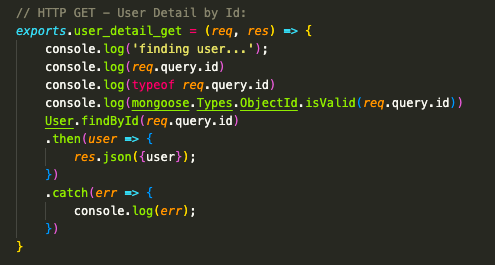 // HTTP GET - User Detail by Id:
exports.user_detail_get = (req, res) => {
    console.log('finding user...');
    console.log(req.query.id)
    console.log(typeof req.query.id)
    console.log(mongoose.Types.ObjectId.isValid(req.query.id))
    User.findById(req.query.id)
    .then(user => {
        res.json({user});
    })
    .catch(err => {
        console.log(err);
    })
}